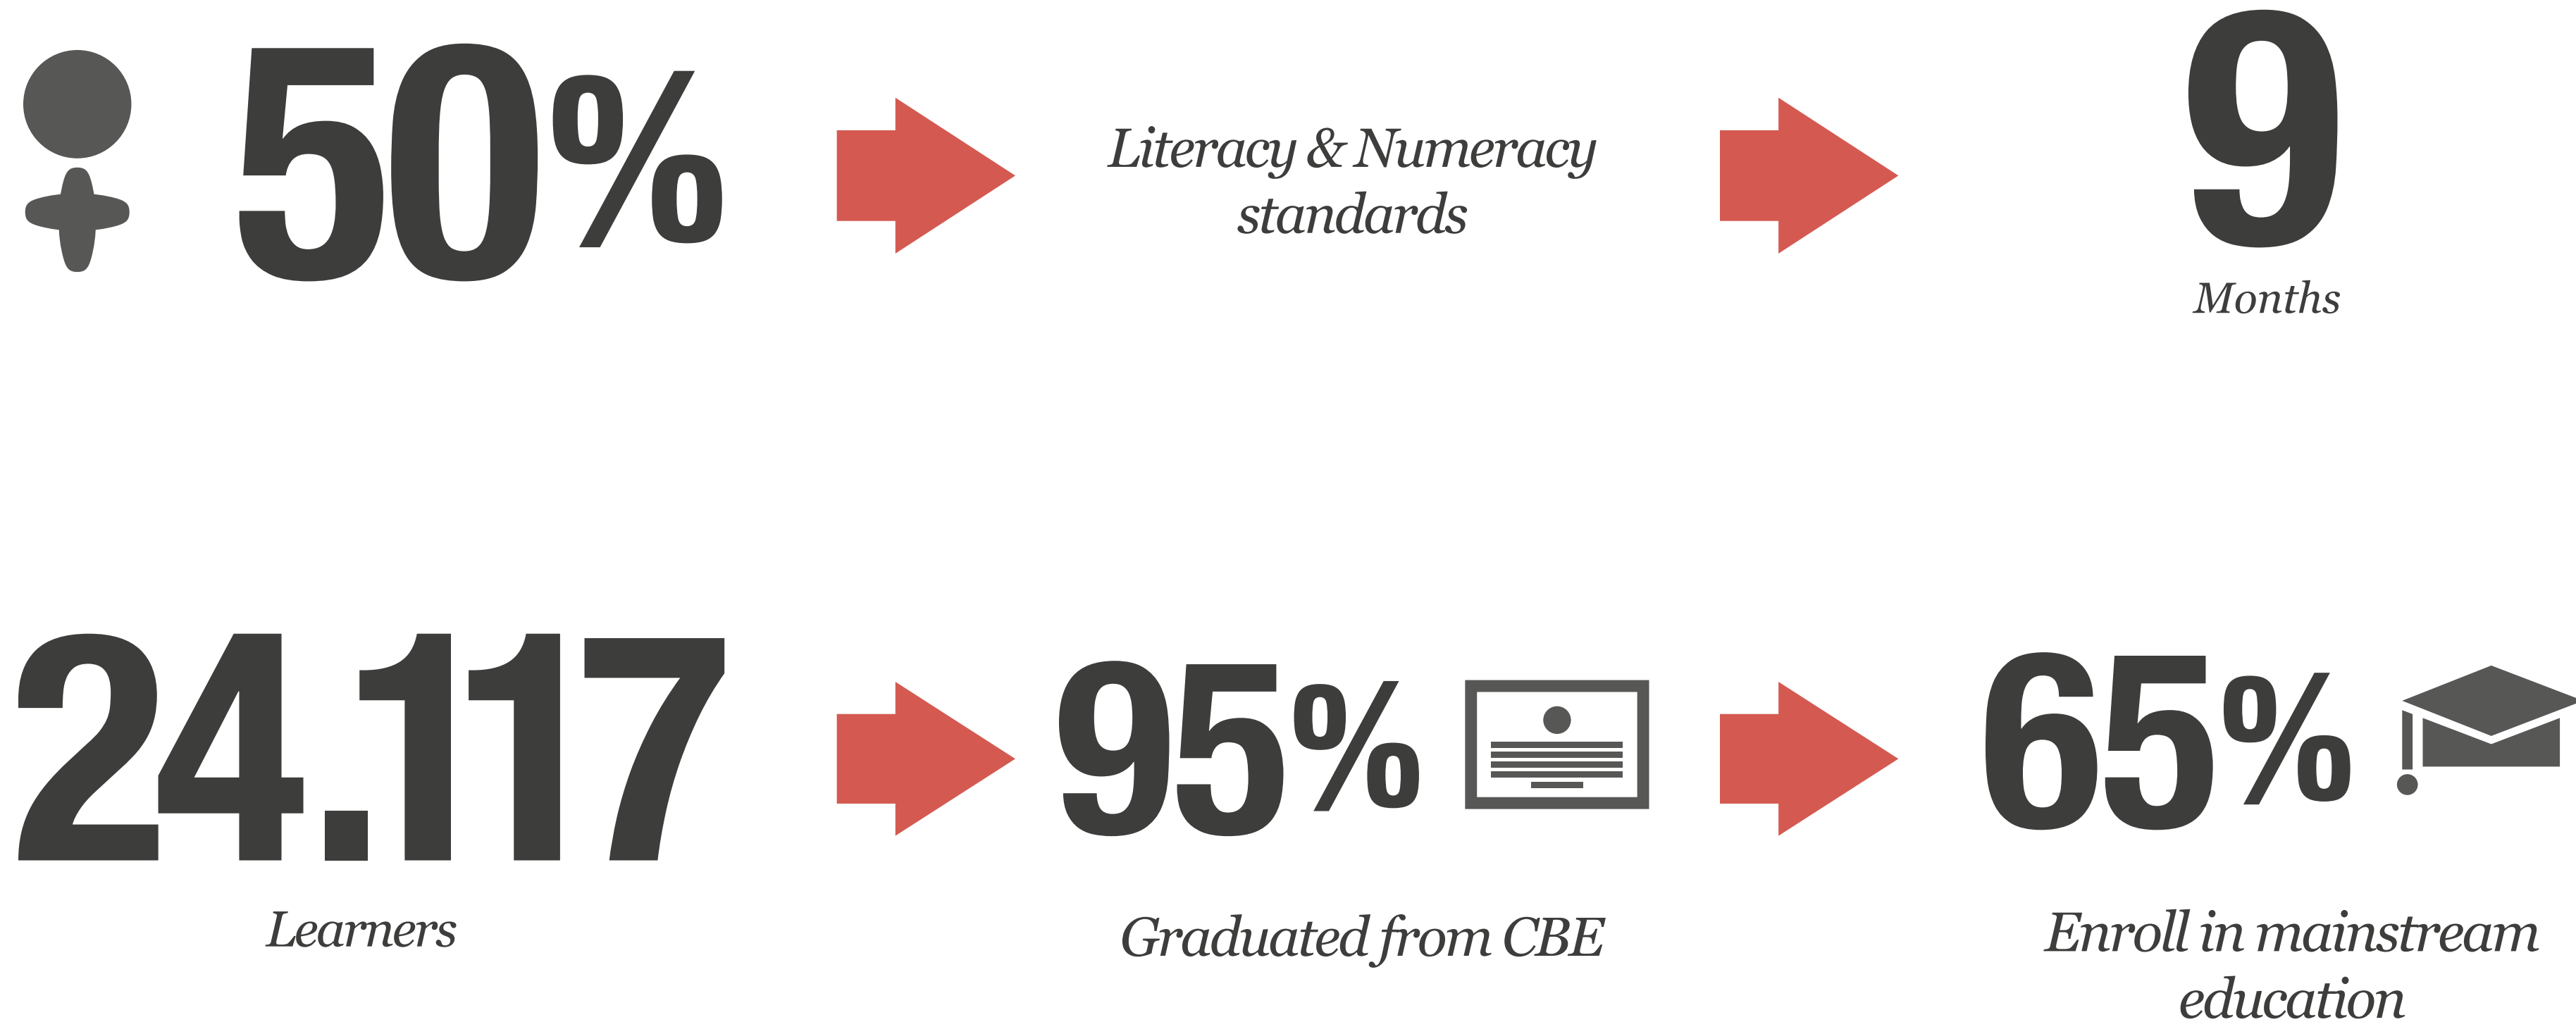 50%
Literacy & Numeracy
standards
9
Months
24.117
Learners
95%
Graduated from CBE
65%
Enroll in mainstream
education